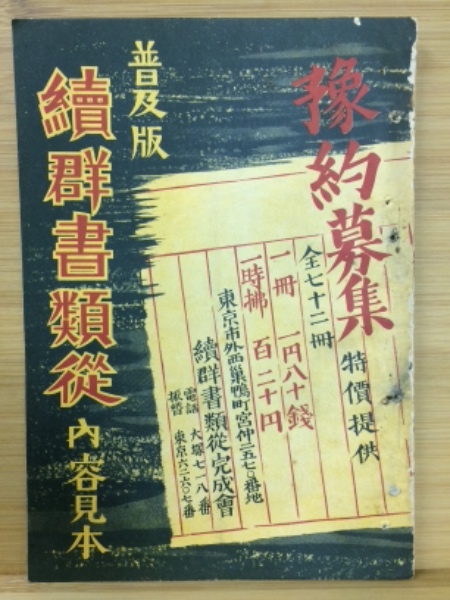 豫約募集
特價提供
全七十二冊
一冊 一円八十錢
一時拂 百二十円
東京市外西巣鴨町宮仲二五七〇番地
續群書類從完成會
電話 大塚七一八番
振替 東京六二六〇七番
普及版
續群書類從
內容見本